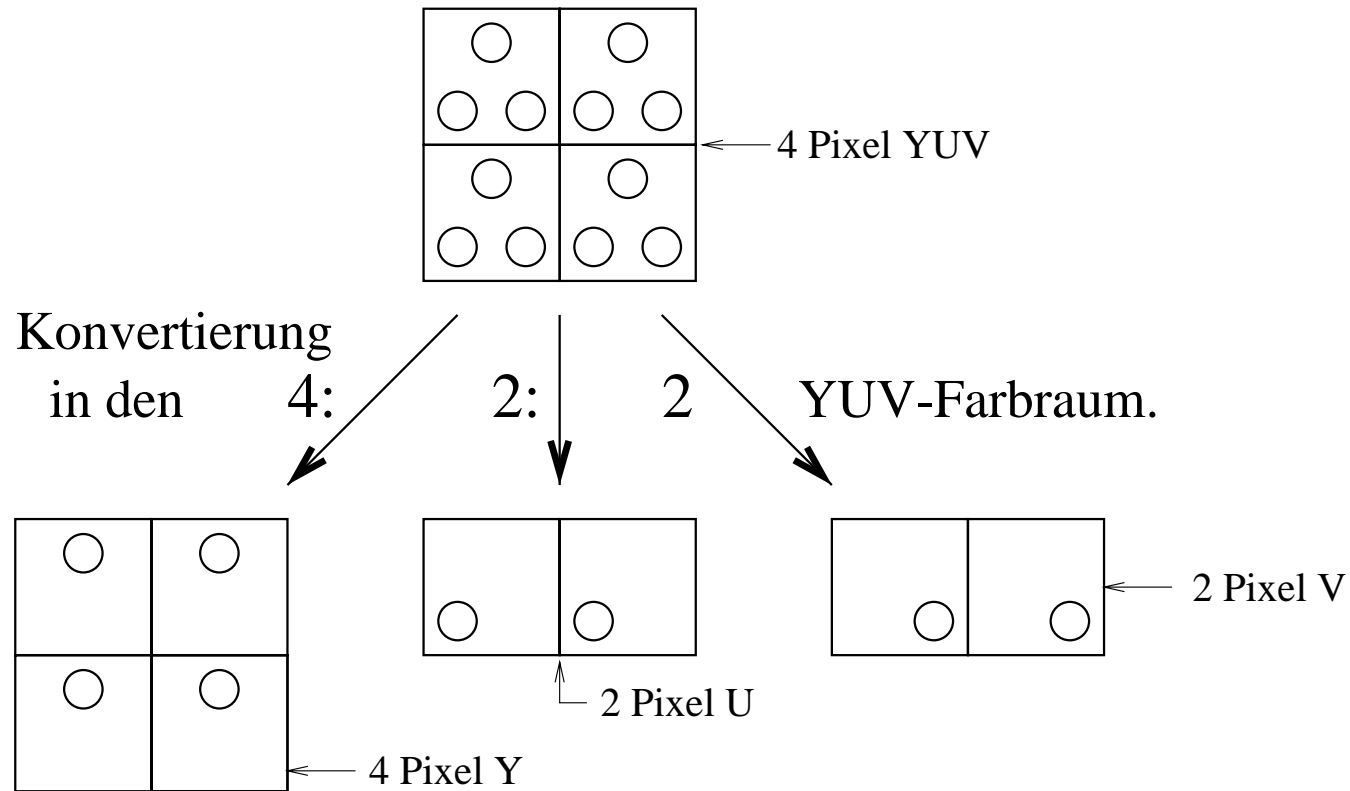 4 Pixel YUV
Konvertierung
in den 4: 2: 2 YUV-Farbraum.
2 Pixel V
2 Pixel U
4 Pixel Y